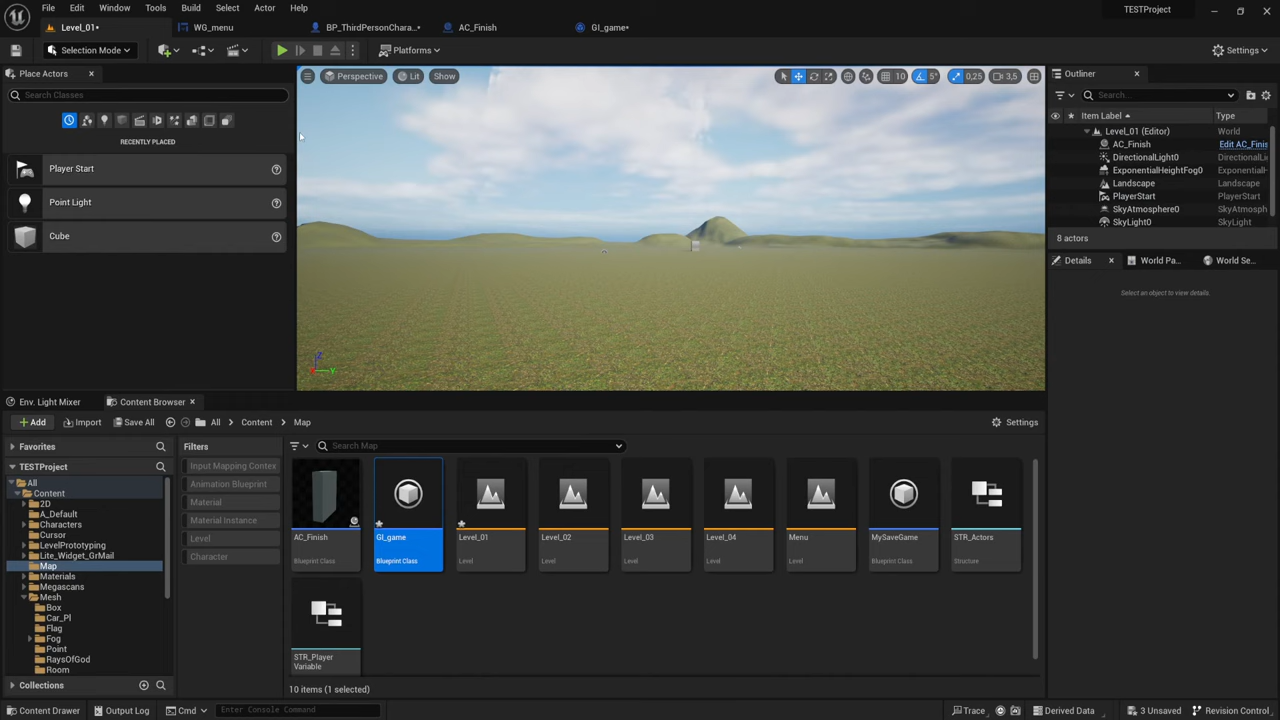 File Edit Window Tools Build Select Actor Help
TESTProject
Level_01•
WG_menu
BP_ThirdPersonChara...•
AC_Finish
GI_game•
Selection Mode
Platforms
Settings
Place Actors
Perspective
Lit
Show
10
5°
0,25
3,5
Outliner
Search Classes
Search...
Item Label
Type
Level_01 (Editor)
World
RECENTLY PLACED
AC_Finish
Edit AC_Finis
DirectionalLight0
DirectionalLi
Player Start
ExponentialHeightFog0
Exponential
Landscape
Landscape
PlayerStart
PlayerStart
Point Light
SkyAtmosphere0
SkyAtmosph
SkyLight0
SkyLight
Cube
8 actors
Details
World Pa...
World Se...
Select an object to view details.
Z
Y
Env. Light Mixer
Content Browser
Add
Import
Save All
All
Content
Map
Settings
Favorites
Filters
Search Map
TESTProject
Input Mapping Contex
Animation Blueprint
Material
Material Instance
Level
Character
All
Content
2D
A_Default
Characters
Cursor
LevelPrototyping
Lite_Widget_GrMail
Map
Materials
Megascans
Mesh
Box
Car_Pl
Flag
Fog
Point
RaysOfGod
Room
AC_Finish
Blueprint Class
GI_game
Blueprint Class
Level_01
Level
Level_02
Level
Level_03
Level
Level_04
Level
Menu
Level
MySaveGame
Blueprint Class
STR_Actors
Structure
STR_Player
Variable
Collections
10 items (1 selected)
Content Drawer
Output Log
Cmd
Enter Console Command
Trace
Derived Data
3 Unsaved
Revision Control